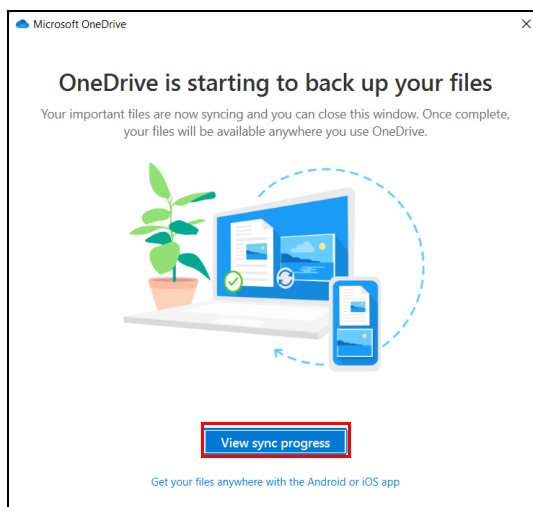 Microsoft OneDrive
OneDrive is starting to back up your files
Your important files are now syncing and you can close this window. Once complete,
your files will be available anywhere you use OneDrive.
View sync progress
Get your files anywhere with the Android or iOS app